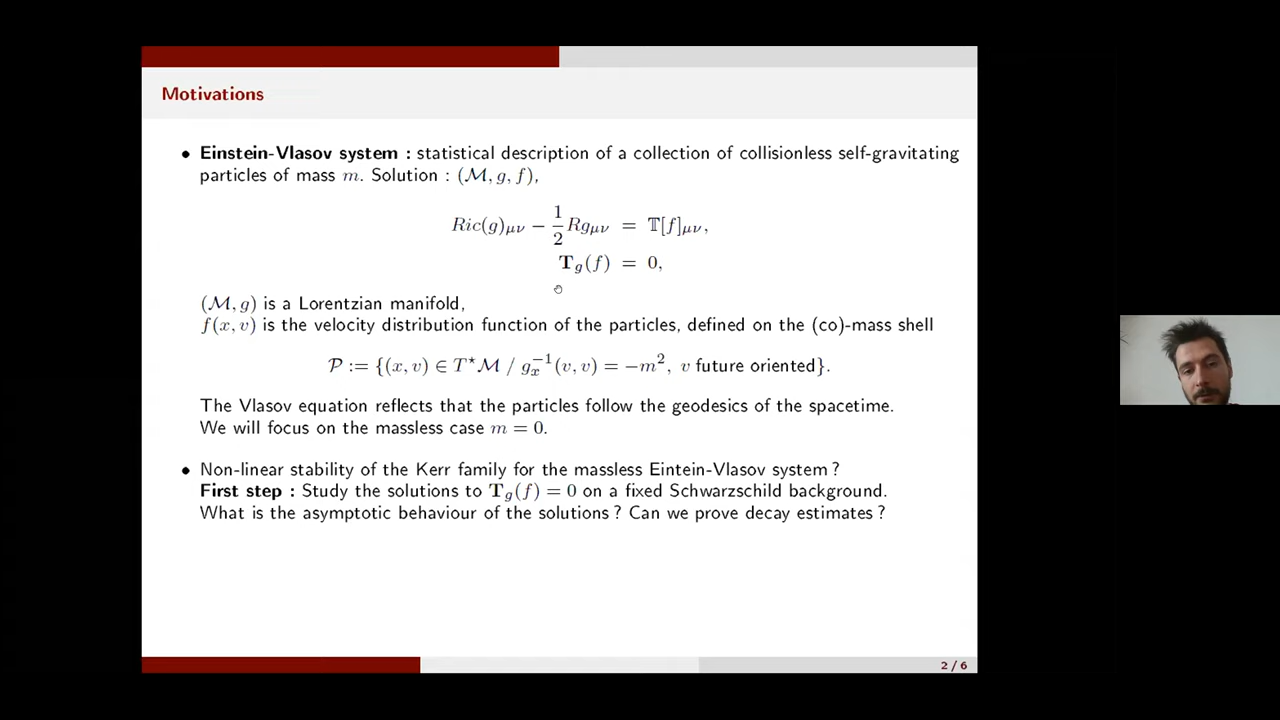 Motivations
• Einstein-Vlasov system : statistical description of a collection of collisionless self-gravitating
particles of mass m. Solution : (ℳ, g, f),
Ric(g)_{μν} − \frac{1}{2} Rg_{μν} = 𝕋[f]_{μν},
𝐓_g(f) = 0,
(ℳ, g) is a Lorentzian manifold,
f(x, v) is the velocity distribution function of the particles, defined on the (co)-mass shell
𝒫 := {(x, v) ∈ T^⋆ℳ / g_x^{−1}(v, v) = −m^2, v future oriented}.
The Vlasov equation reflects that the particles follow the geodesics of the spacetime.
We will focus on the massless case m = 0.
• Non-linear stability of the Kerr family for the massless Eintein-Vlasov system ?
First step : Study the solutions to 𝐓_g(f) = 0 on a fixed Schwarzschild background.
What is the asymptotic behaviour of the solutions ? Can we prove decay estimates ?
2 / 6